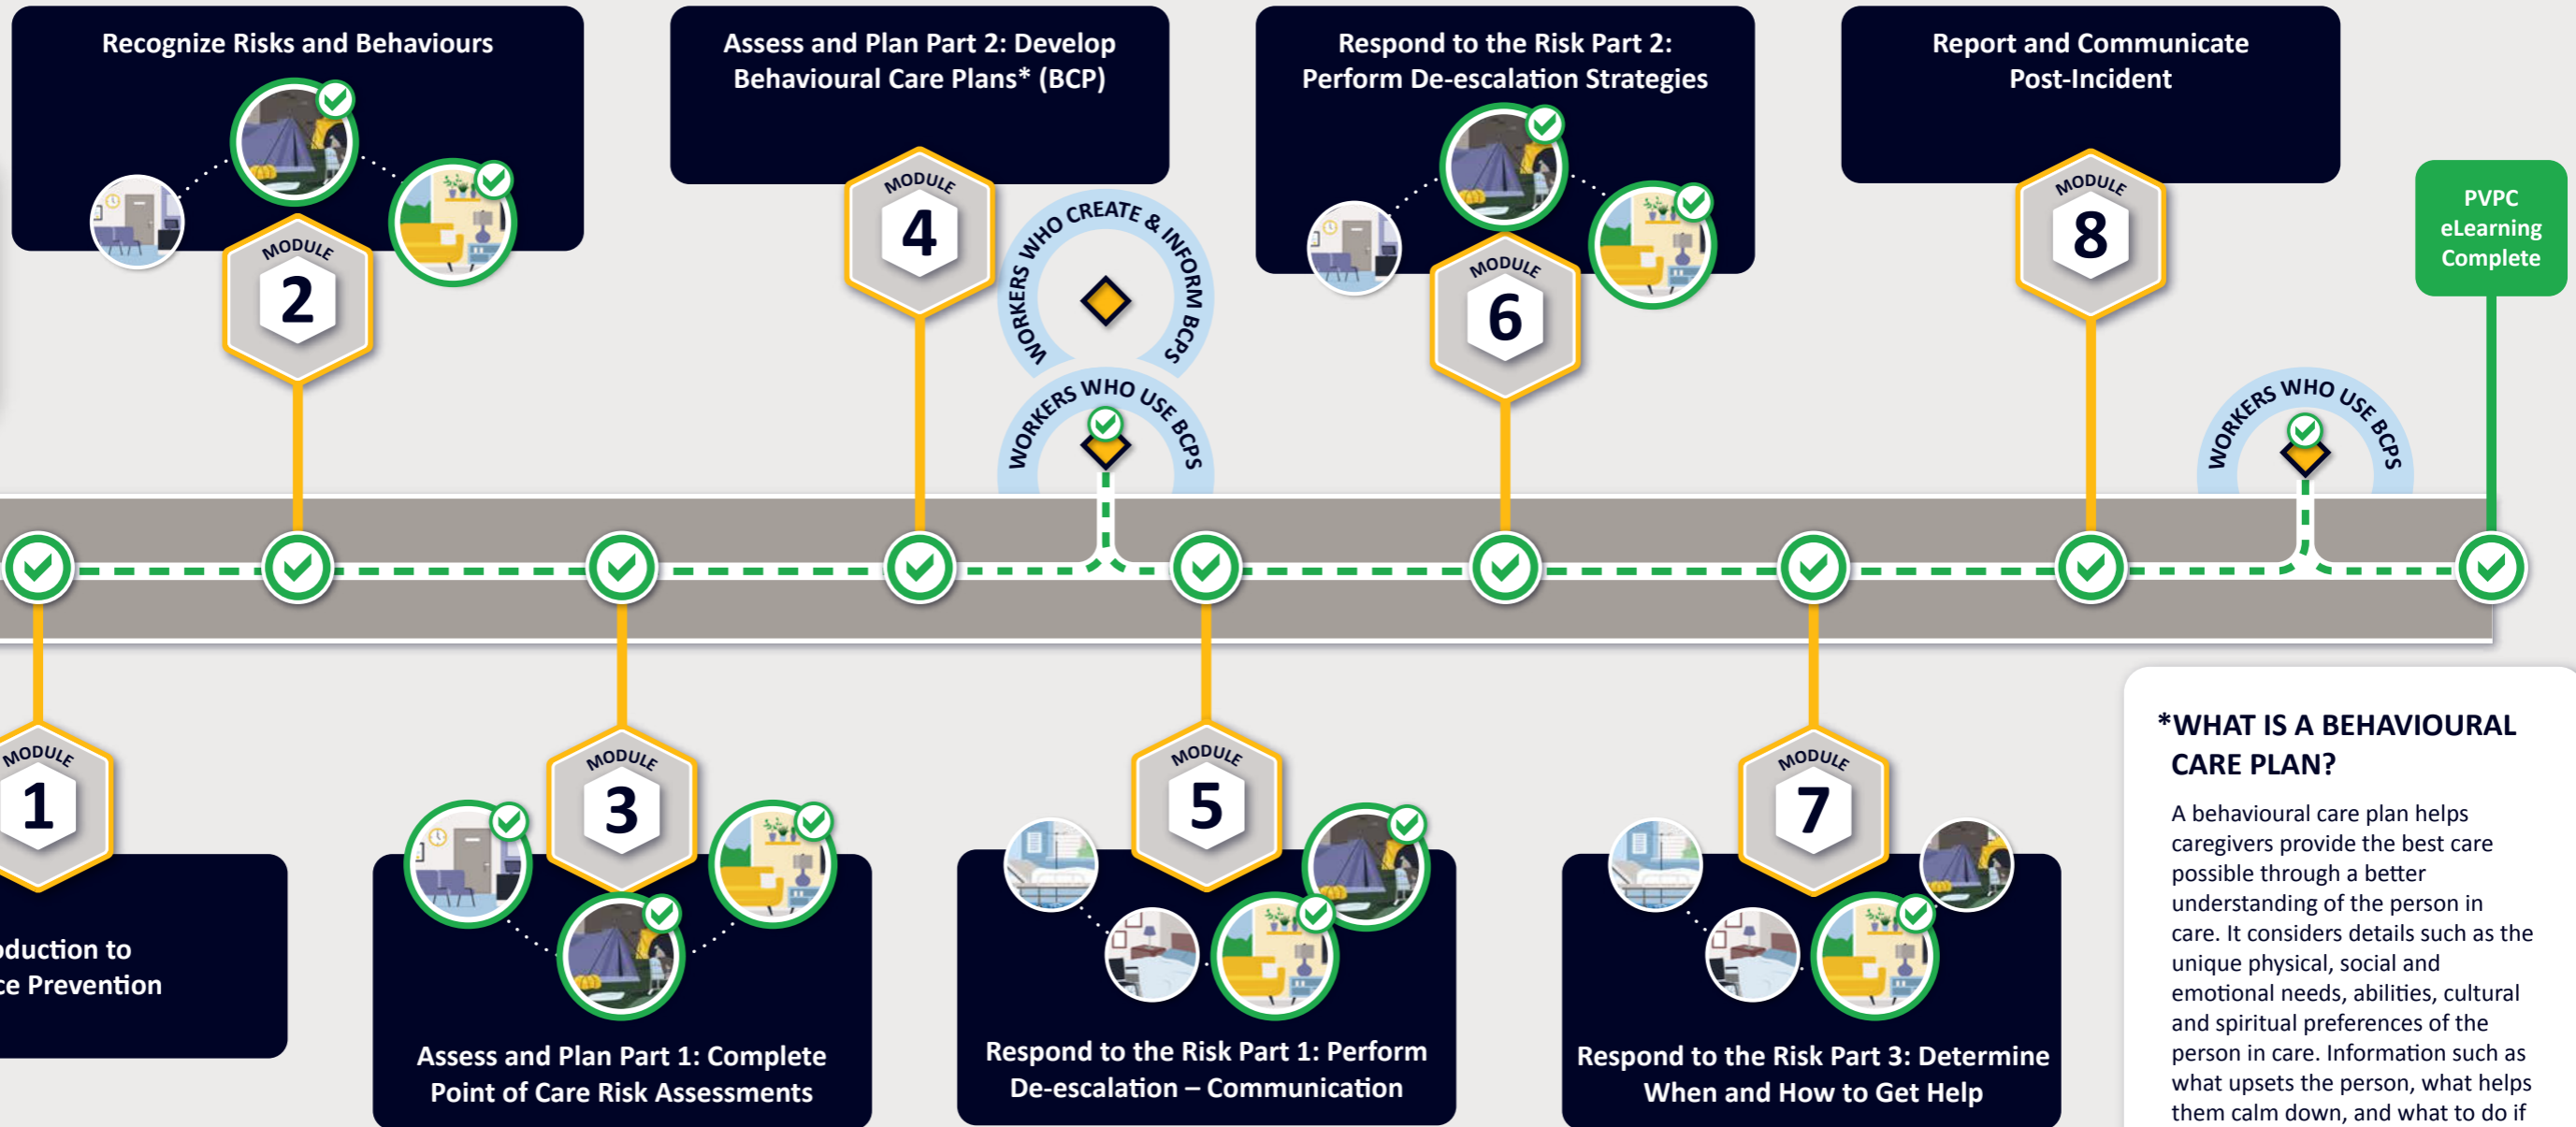 Recognize Risks and Behaviours
MODULE
2
Assess and Plan Part 2: Develop
Behavioural Care Plans* (BCP)
MODULE
4
WORKERS WHO CREATE & INFORM BCPS
WORKERS WHO USE BCPS
Respond to the Risk Part 2:
Perform De-escalation Strategies
MODULE
6
Report and Communicate
Post-Incident
MODULE
8
WORKERS WHO USE BCPS
PVPC
eLearning
Complete
MODULE
1
oduction to
ce Prevention
MODULE
3
Assess and Plan Part 1: Complete
Point of Care Risk Assessments
MODULE
5
Respond to the Risk Part 1: Perform
De-escalation – Communication
MODULE
7
Respond to the Risk Part 3: Determine
When and How to Get Help
*WHAT IS A BEHAVIOURAL
CARE PLAN?
A behavioural care plan helps
caregivers provide the best care
possible through a better
understanding of the person in
care. It considers details such as the
unique physical, social and
emotional needs, abilities, cultural
and spiritual preferences of the
person in care. Information such as
what upsets the person, what helps
them calm down, and what to do if